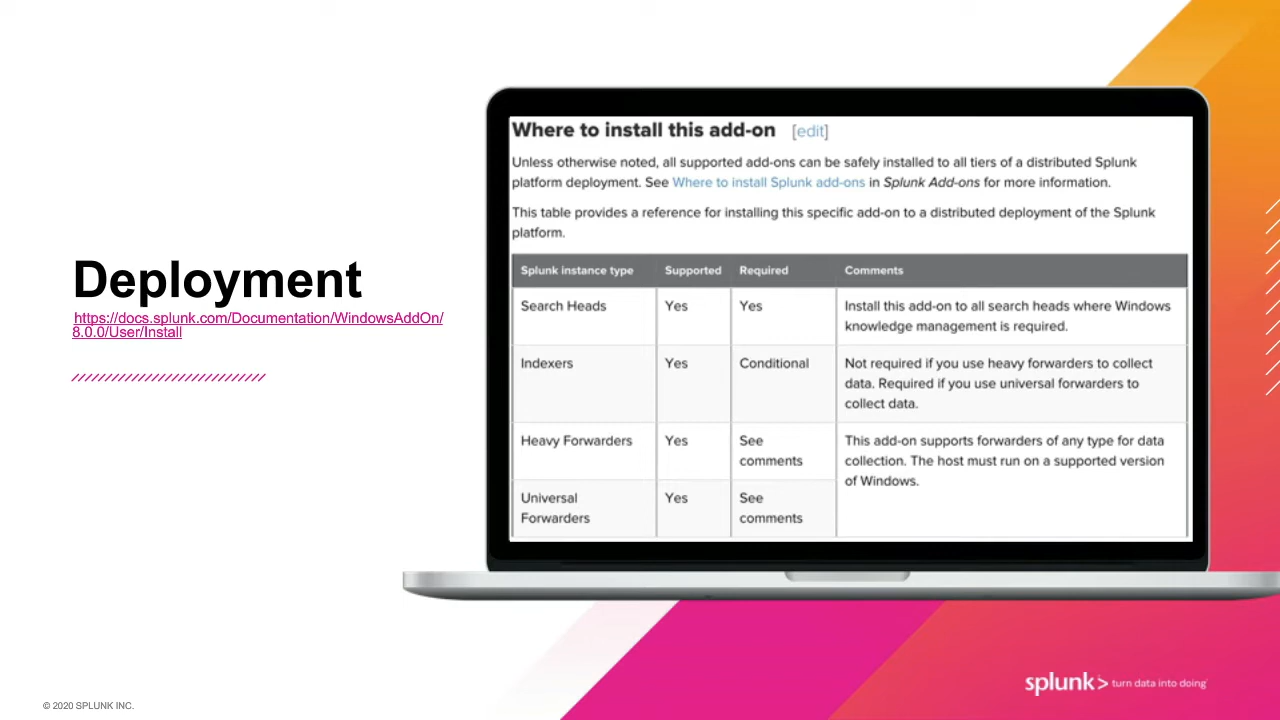 Deployment
https://docs.splunk.com/Documentation/WindowsAddOn/
8.0.0/User/Install
Where to install this add-on [edit]
Unless otherwise noted, all supported add-ons can be safely installed to all tiers of a distributed Splunk
platform deployment. See Where to install Splunk add-ons in Splunk Add-ons for more information.
This table provides a reference for installing this specific add-on to a distributed deployment of the Splunk
platform.
Splunk instance type Supported Required Comments
Search Heads Yes Yes Install this add-on to all search heads where Windows
knowledge management is required.
Indexers Yes Conditional Not required if you use heavy forwarders to collect
data. Required if you use universal forwarders to
collect data.
Heavy Forwarders Yes See This add-on supports forwarders of any type for data
comments collection. The host must run on a supported version
of Windows.
Universal Yes See
Forwarders comments
splunk> turn data into doing
© 2020 SPLUNK INC.